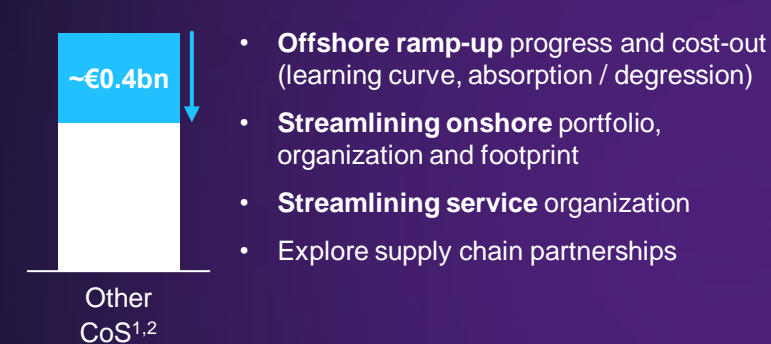 ~€0.4bn
• Offshore ramp-up progress and cost-out
(learning curve, absorption / degression)
• Streamlining onshore portfolio,
organization and footprint
• Streamlining service organization
• Explore supply chain partnerships
Other
CoS1,2